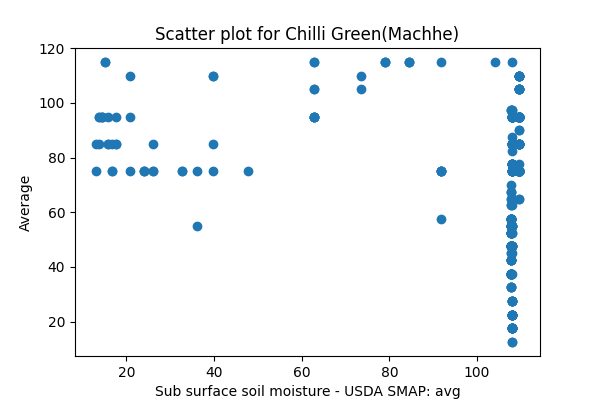 Scatter plot for Chilli Green(Machhe)
120
100
80
60
40
20
Average
20 40 60 80 100
Sub surface soil moisture - USDA SMAP: avg